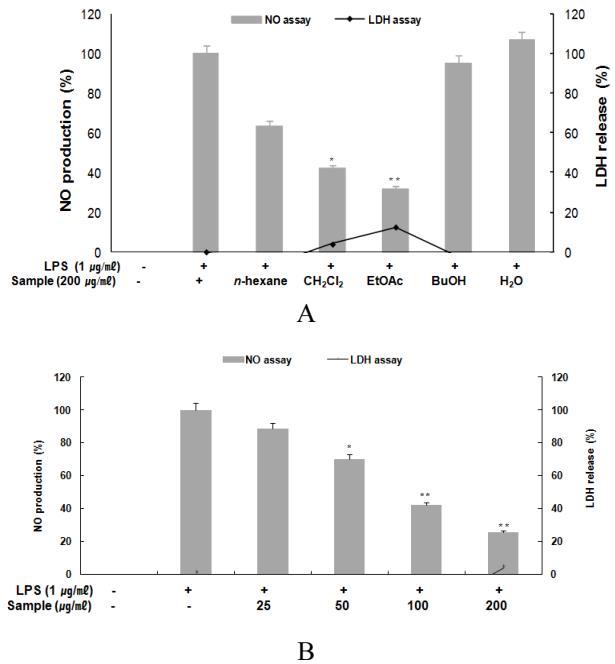 NO assay LDH assay
120 120
100 100
80 80
60 60
40 40
20 20
0 0
NO production (%)
LDH release (%)
* **
LPS (1 ㎍/㎖) - + + + + + +
Sample (200 ㎍/㎖) - + n-hexane CH₂Cl₂ EtOAc BuOH H₂O
A
NO assay LDH assay
120 120
100 100
80 80
60 60
40 40
20 20
0 0
NO production (%)
LDH release (%)
* ** **
LPS (1 ㎍/㎖) - + + + + +
Sample (㎍/㎖) - - 25 50 100 200
B